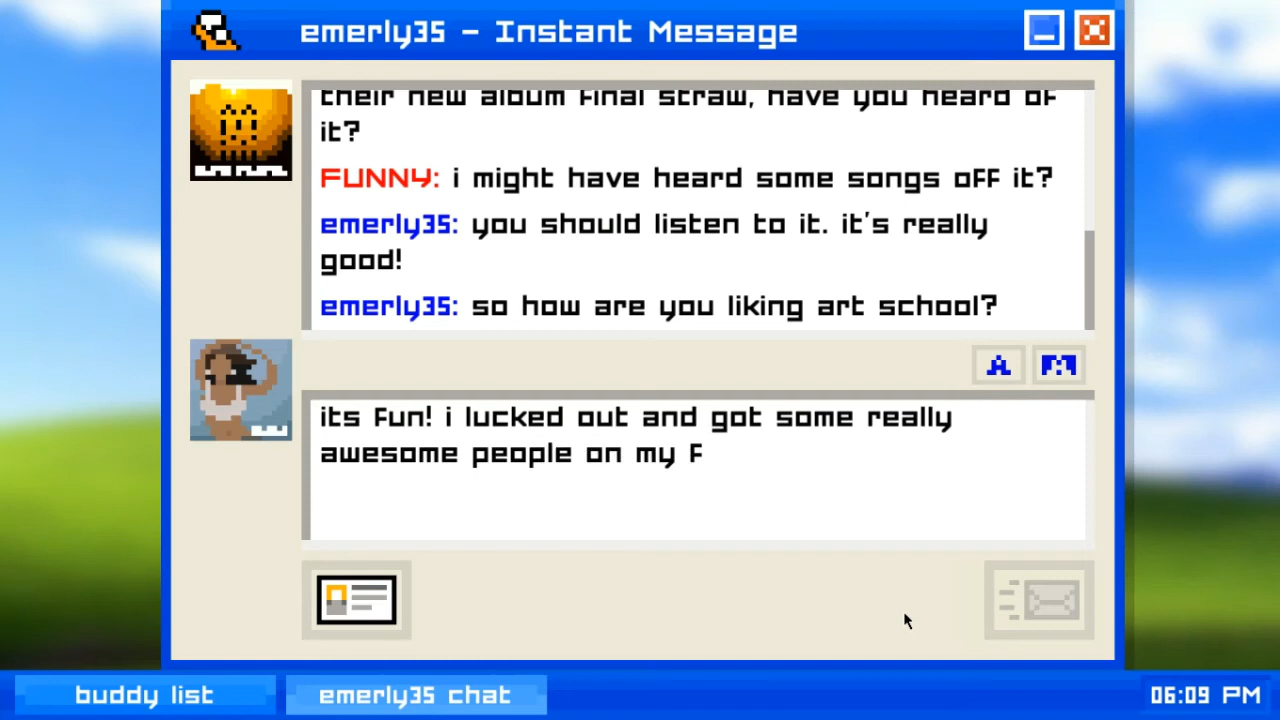 emerly35 - Instant Message
their new album Final Straw, have you heard of
it?
FUNNY: i might have heard some songs off it?
emerly35: you should listen to it. it's really
good!
emerly35: so how are you liking art school?
A
its fun! i lucked out and got some really
awesome people on my f
buddy list
emerly35 chat
06:09 PM